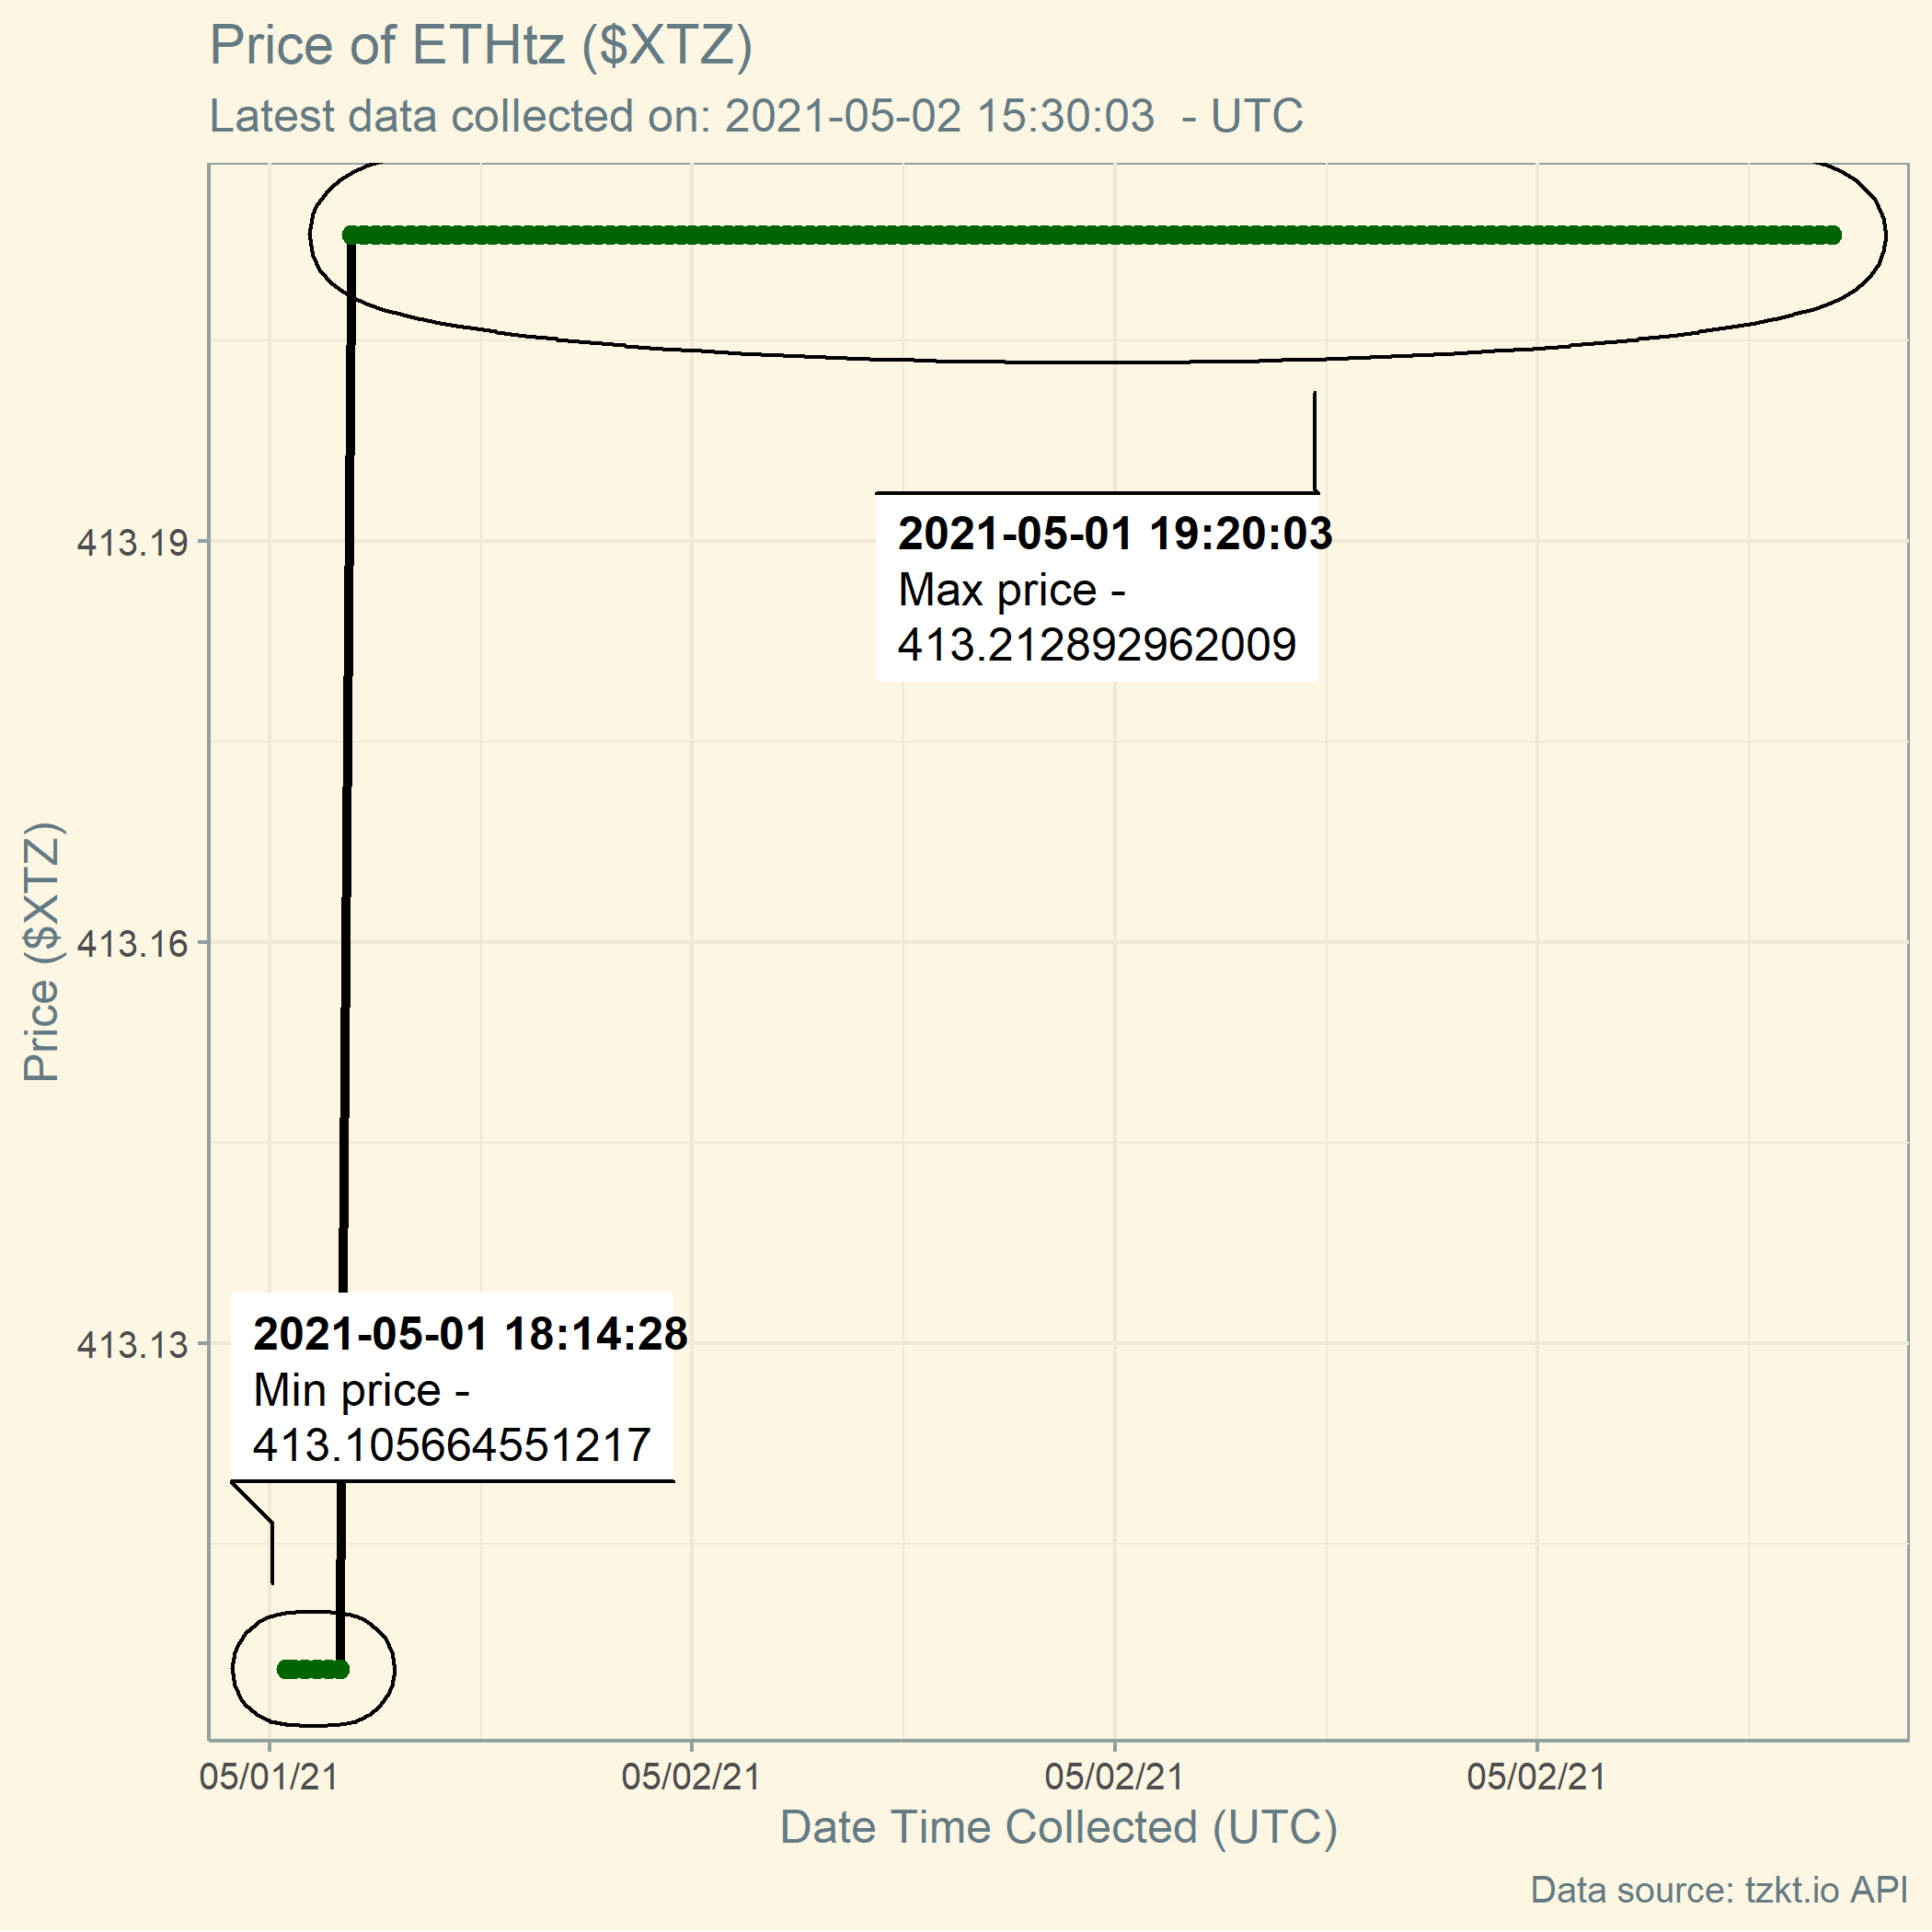 Price of ETHtz ($XTZ)
Latest data collected on: 2021-05-02 15:30:03  - UTC
2021-05-01 19:20:03
Max price -
413.212892962009
413.19
413.16
413.13
Price ($XTZ)
2021-05-01 18:14:28
Min price -
413.105664551217
05/01/21 05/02/21 05/02/21 05/02/21
Date Time Collected (UTC)
Data source: tzkt.io API